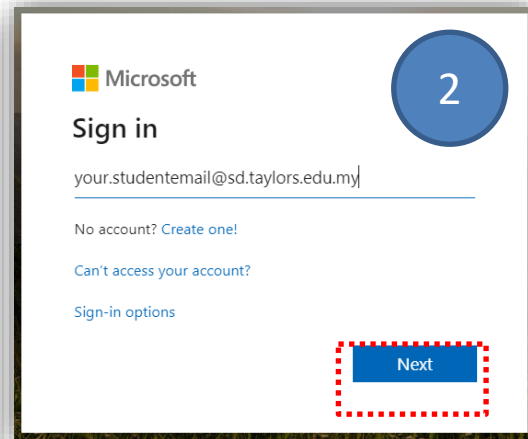 Microsoft
2
Sign in
your.studentemail@sd.taylors.edu.my
No account? Create one!
Can't access your account?
Sign-in options
Next